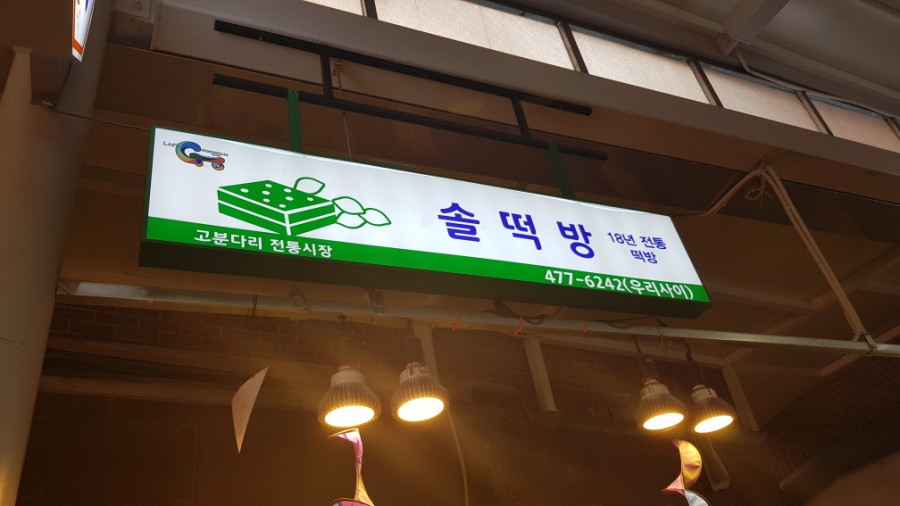 솔떡방
18년 전통
떡방
고분다리 전통시장
477-6242(우리사이)